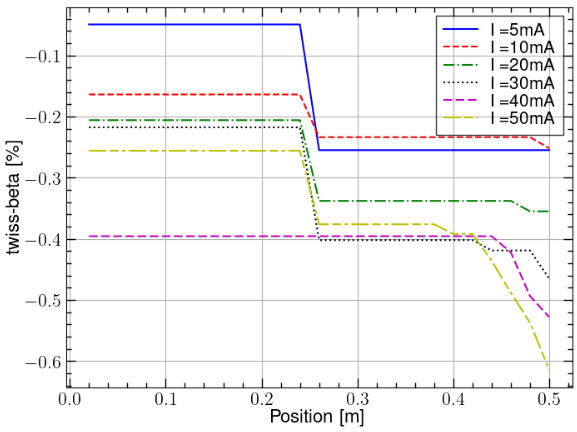 I =5mA
I =10mA
I =20mA
I =30mA
I =40mA
I =50mA
twiss-beta [%]
−0.1
−0.2
−0.3
−0.4
−0.5
−0.6
0.0 0.1 0.2 0.3 0.4 0.5
Position [m]